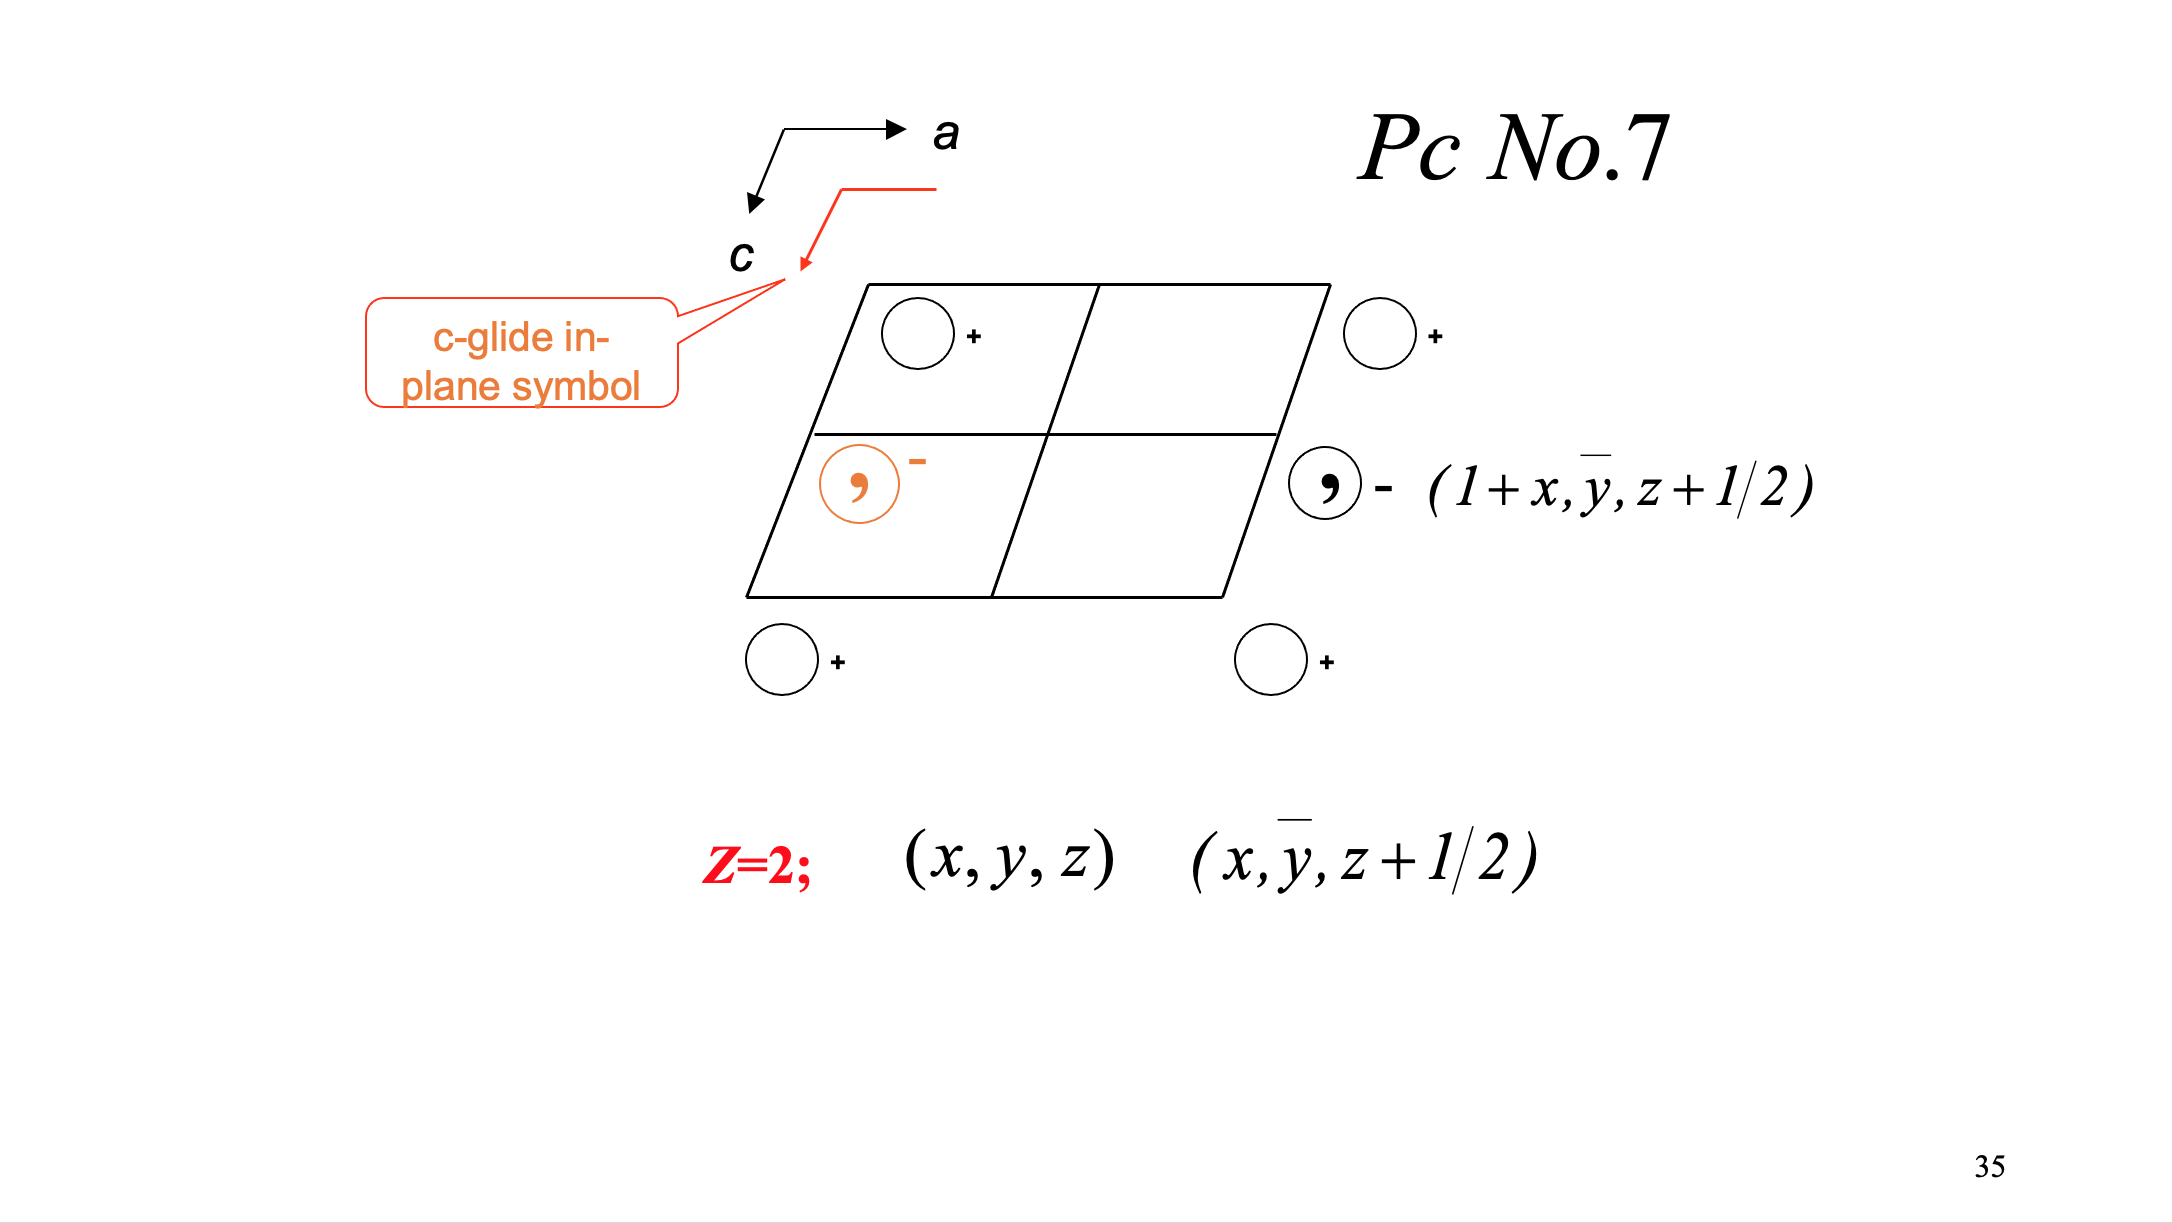 Pc No.7
a
c
c-glide in-
plane symbol
+ +
, - , - (1+x, y̅, z+1/2)
+ +
Z=2; (x, y, z) (x, y̅, z+1/2)
35